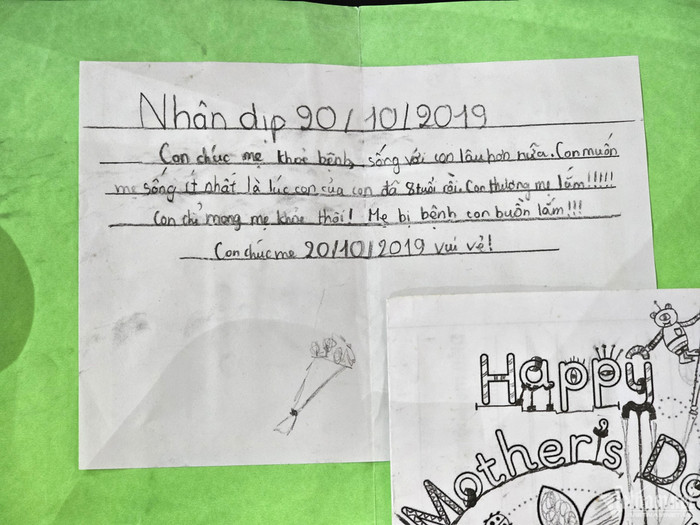 Nhân dịp 20/10/2019
Con chúc mẹ khoẻ bệnh, sống với con lâu hơn nữa. Con muốn
mẹ sống ít nhất là lúc con của con đã 8 tuổi rồi. Con thương mẹ lắm!!!!!
Con chỉ mong mẹ khỏe thôi! Mẹ bị bệnh con buồn lắm!!!
Con chúc mẹ 20/10/2019 vui vẻ!
Happy
Mother's Da